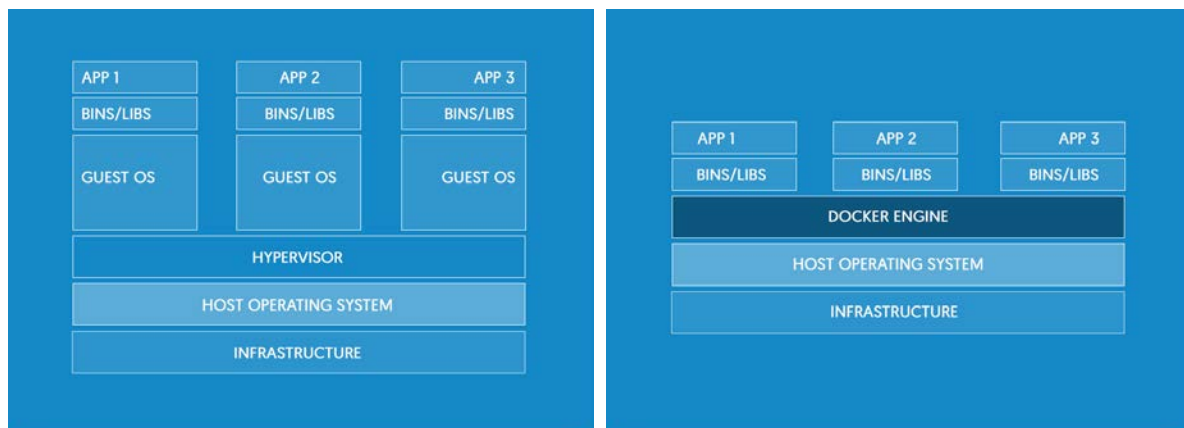 APP 1 APP 2 APP 3
BINS/LIBS BINS/LIBS BINS/LIBS
GUEST OS GUEST OS GUEST OS
HYPERVISOR
HOST OPERATING SYSTEM
INFRASTRUCTURE
APP 1 APP 2 APP 3
BINS/LIBS BINS/LIBS BINS/LIBS
DOCKER ENGINE
HOST OPERATING SYSTEM
INFRASTRUCTURE